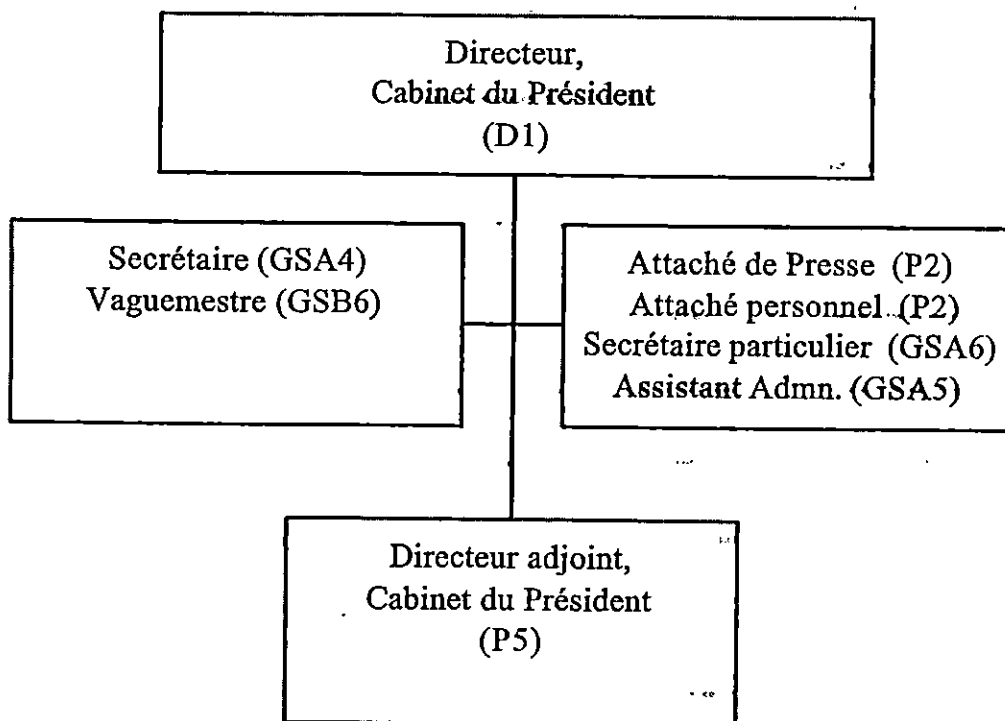 Directeur,
Cabinet du Président
(D1)
Secrétaire (GSA4)
Vaguemestre (GSB6)
Attaché de Presse (P2)
Attaché personnel (P2)
Secrétaire particulier (GSA6)
Assistant Admn. (GSA5)
Directeur adjoint,
Cabinet du Président
(P5)